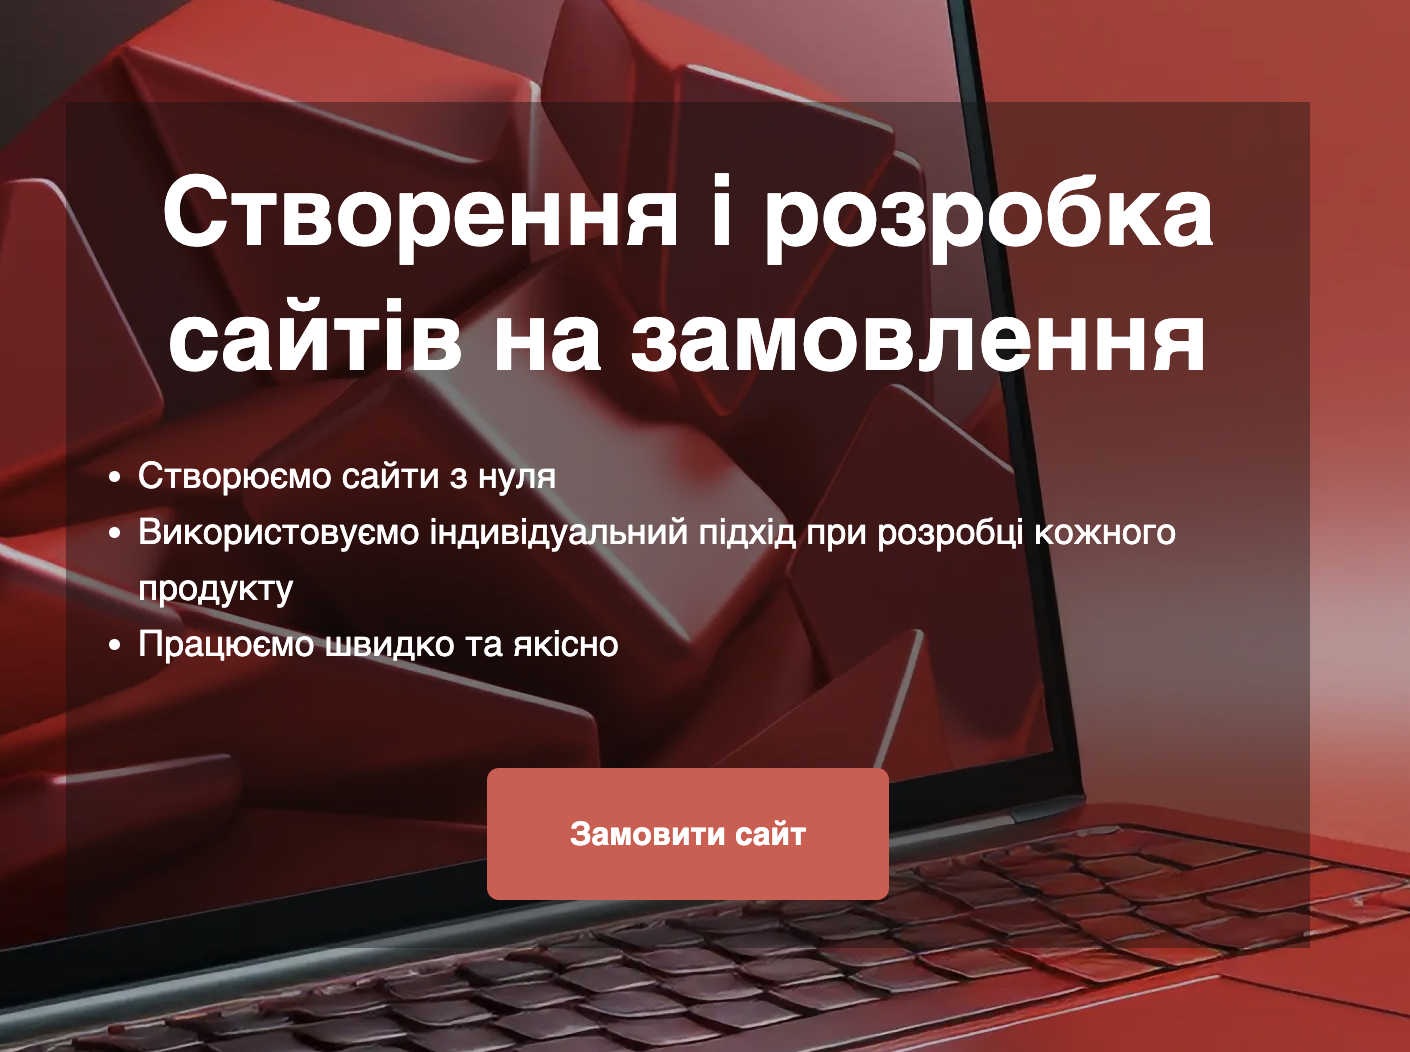 Створення і розробка
сайтів на замовлення
Створюємо сайти з нуля
Використовуємо індивідуальний підхід при розробці кожного
продукту
Працюємо швидко та якісно
Замовити сайт